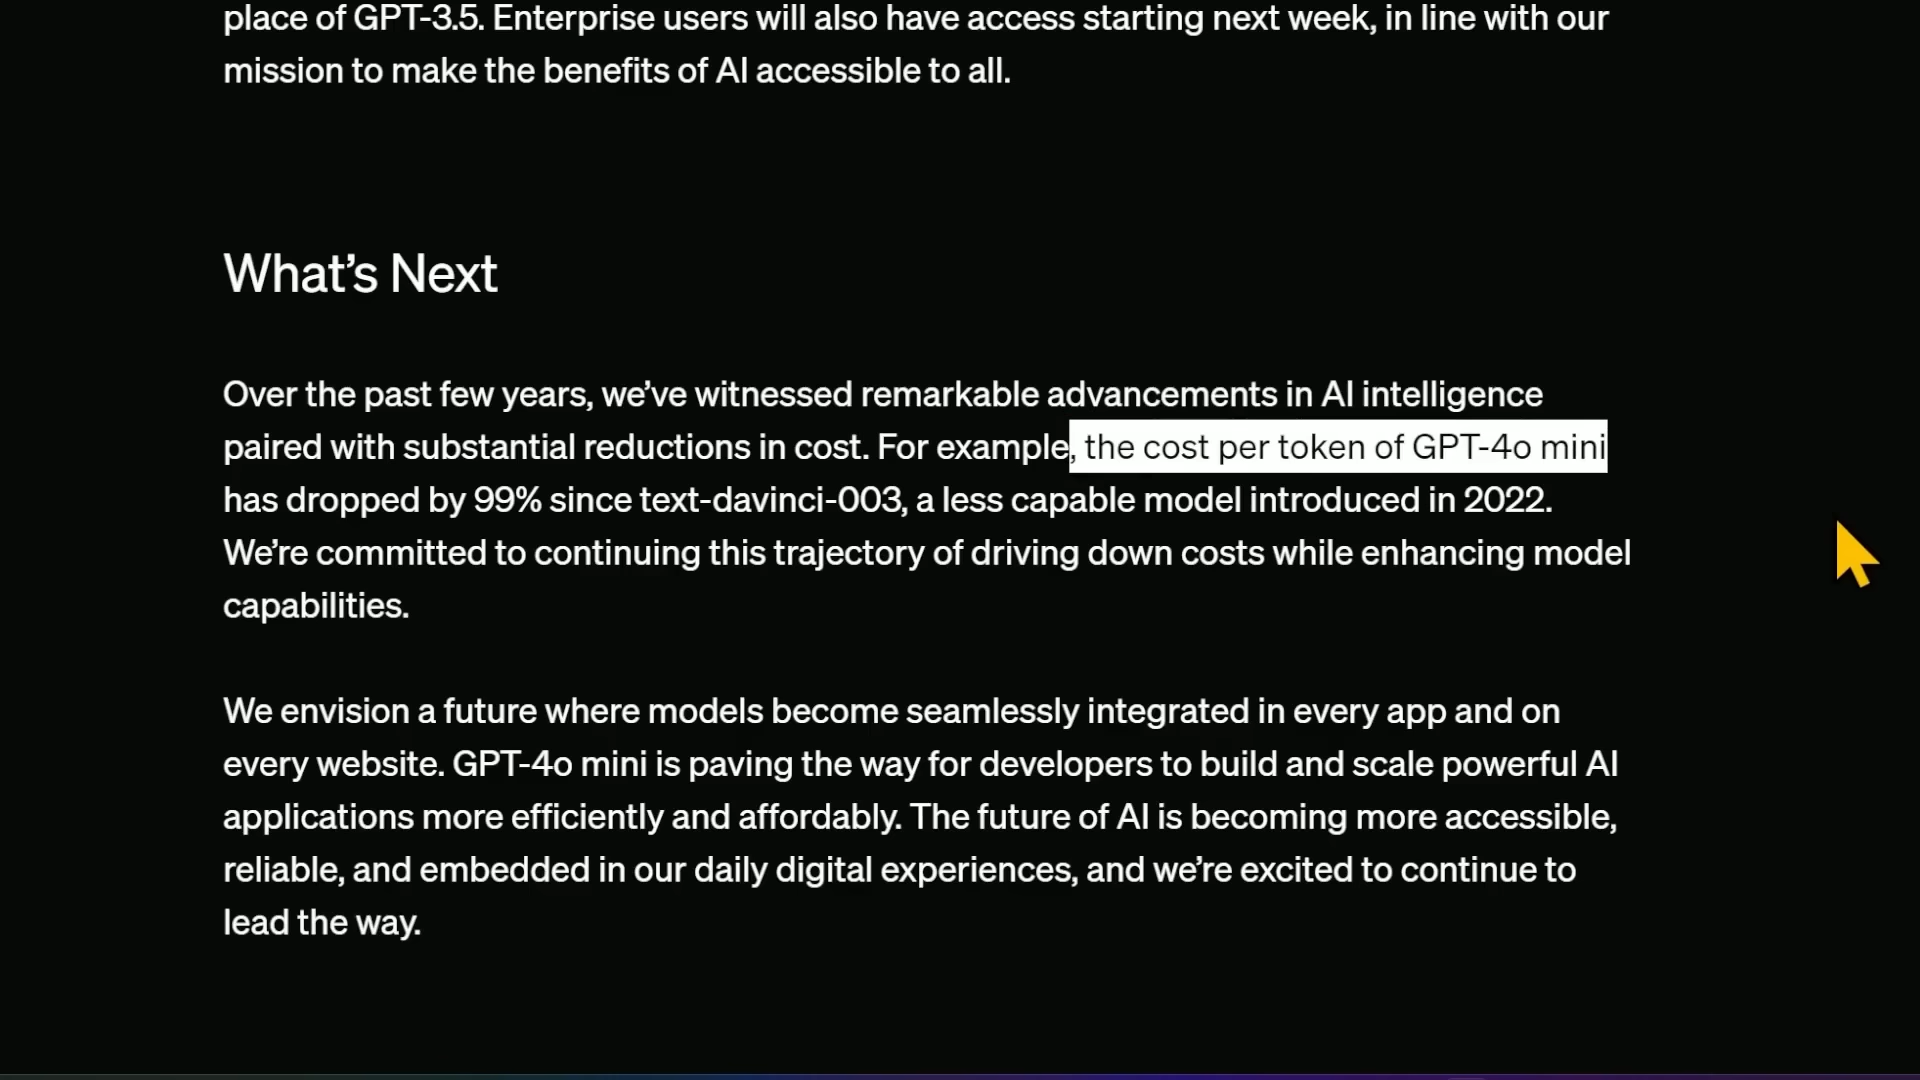 place of GPT-3.5. Enterprise users will also have access starting next week, in line with our
mission to make the benefits of AI accessible to all.
What’s Next
Over the past few years, we’ve witnessed remarkable advancements in AI intelligence
paired with substantial reductions in cost. For example, the cost per token of GPT-4o mini
has dropped by 99% since text-davinci-003, a less capable model introduced in 2022.
We’re committed to continuing this trajectory of driving down costs while enhancing model
capabilities.
We envision a future where models become seamlessly integrated in every app and on
every website. GPT-4o mini is paving the way for developers to build and scale powerful AI
applications more efficiently and affordably. The future of AI is becoming more accessible,
reliable, and embedded in our daily digital experiences, and we’re excited to continue to
lead the way.